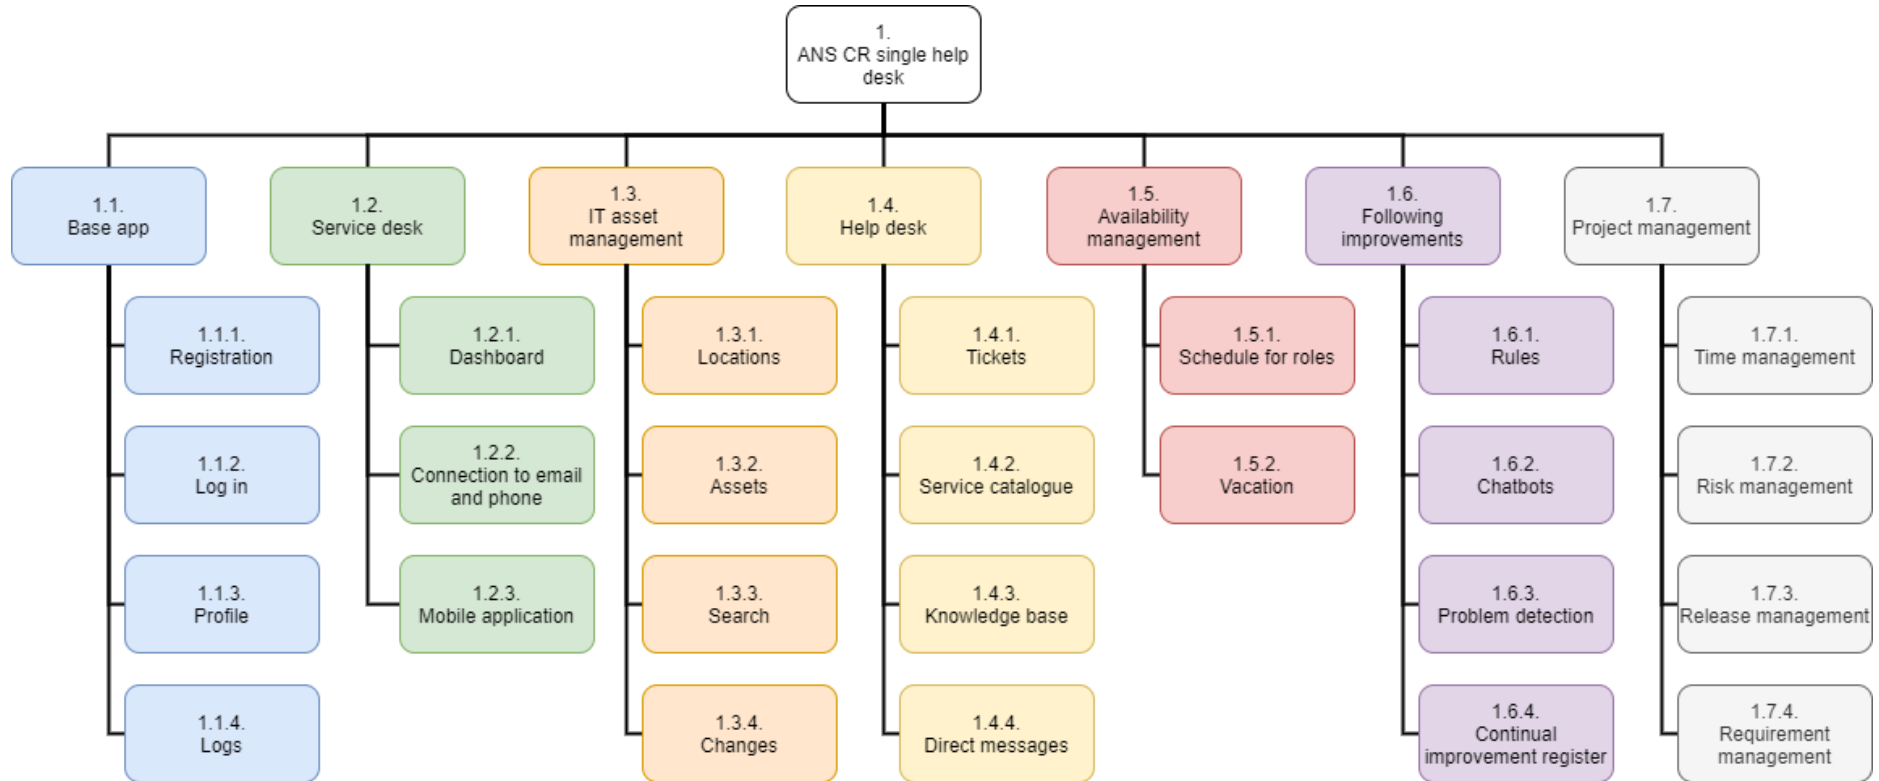 1.
ANS CR single help
desk
1.1.
Base app
1.2.
Service desk
1.3.
IT asset
management
1.4.
Help desk
1.5.
Availability
management
1.6.
Following
improvements
1.7.
Project management
1.1.1.
Registration
1.2.1.
Dashboard
1.3.1.
Locations
1.4.1.
Tickets
1.5.1.
Schedule for roles
1.6.1.
Rules
1.7.1.
Time management
1.1.2.
Log in
1.2.2.
Connection to email
and phone
1.3.2.
Assets
1.4.2.
Service catalogue
1.5.2.
Vacation
1.6.2.
Chatbots
1.7.2.
Risk management
1.1.3.
Profile
1.2.3.
Mobile application
1.3.3.
Search
1.4.3.
Knowledge base
1.6.3.
Problem detection
1.7.3.
Release management
1.1.4.
Logs
1.3.4.
Changes
1.4.4.
Direct messages
1.6.4.
Continual
improvement register
1.7.4.
Requirement
management